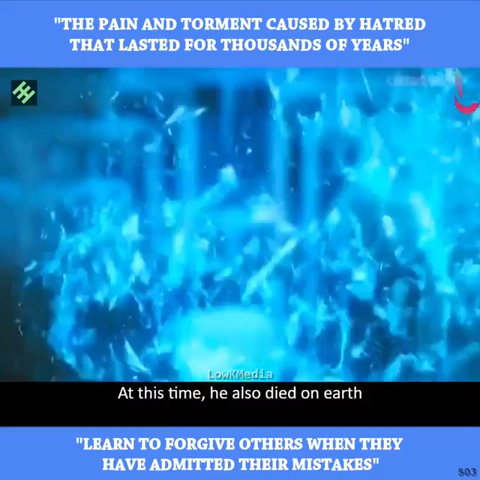 "THE PAIN AND TORMENT CAUSED BY HATRED
THAT LASTED FOR THOUSANDS OF YEARS"
LowKMedia
At this time, he also died on earth
"LEARN TO FORGIVE OTHERS WHEN THEY
HAVE ADMITTED THEIR MISTAKES"
503